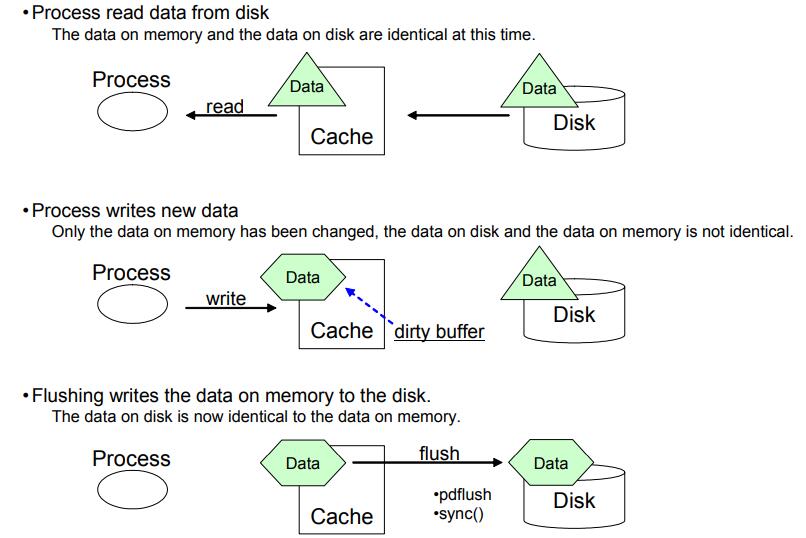 •Process read data from disk
The data on memory and the data on disk are identical at this time.
Process
read
Data
Cache
Data
Disk
•Process writes new data
Only the data on memory has been changed, the data on disk and the data on memory is not identical.
Process
write
Data
Cache
dirty buffer
Data
Disk
•Flushing writes the data on memory to the disk.
The data on disk is now identical to the data on memory.
Process
Data
Cache
flush
•pdflush
•sync()
Data
Disk